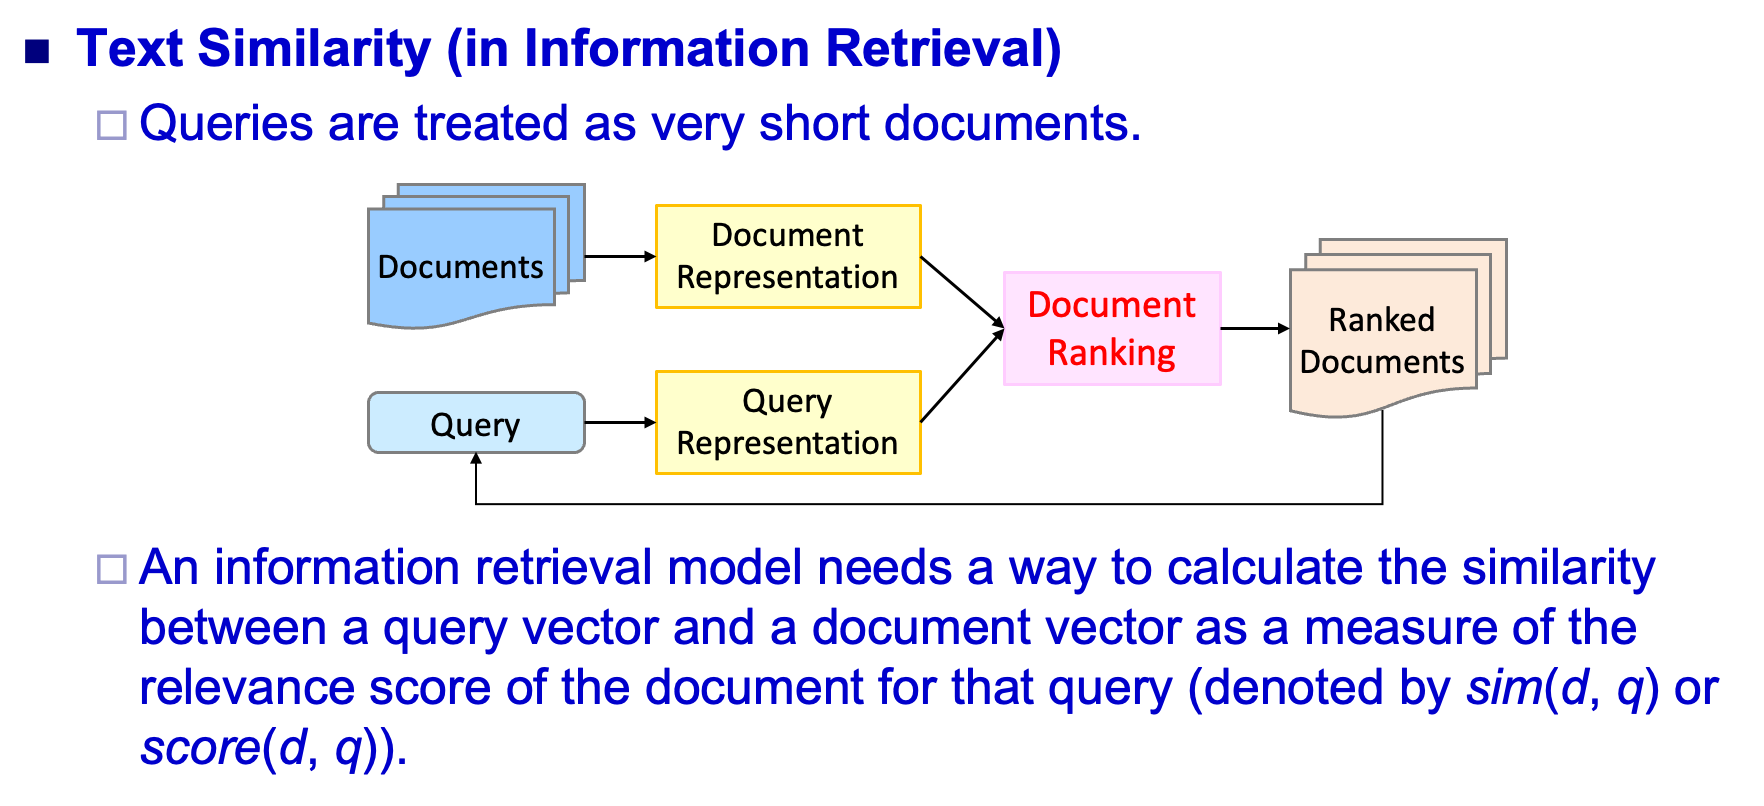 Text Similarity (in Information Retrieval)
Queries are treated as very short documents.
Documents
Document
Representation
Document
Ranking
Ranked
Documents
Query
Query
Representation
An information retrieval model needs a way to calculate the similarity
between a query vector and a document vector as a measure of the
relevance score of the document for that query (denoted by sim(d, q) or
score(d, q)).